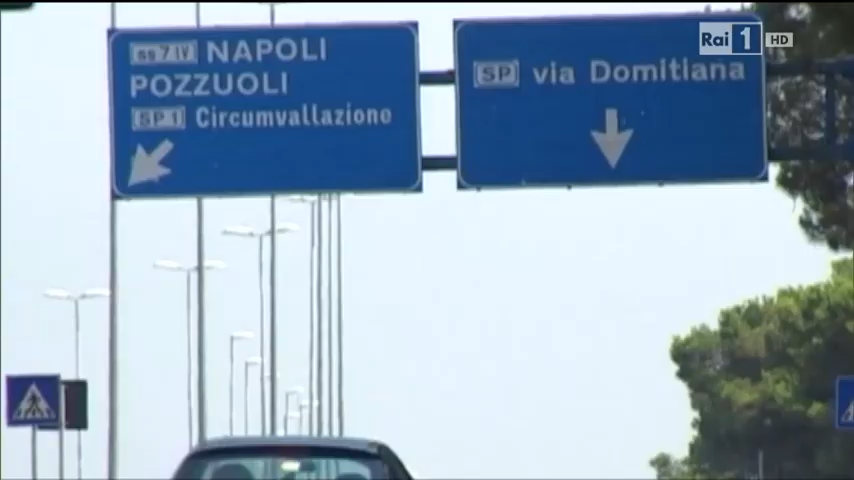 SS 7 IV NAPOLI
POZZUOLI
SP 1 Circumvallazione
SP via Domitiana
Rai 1 HD